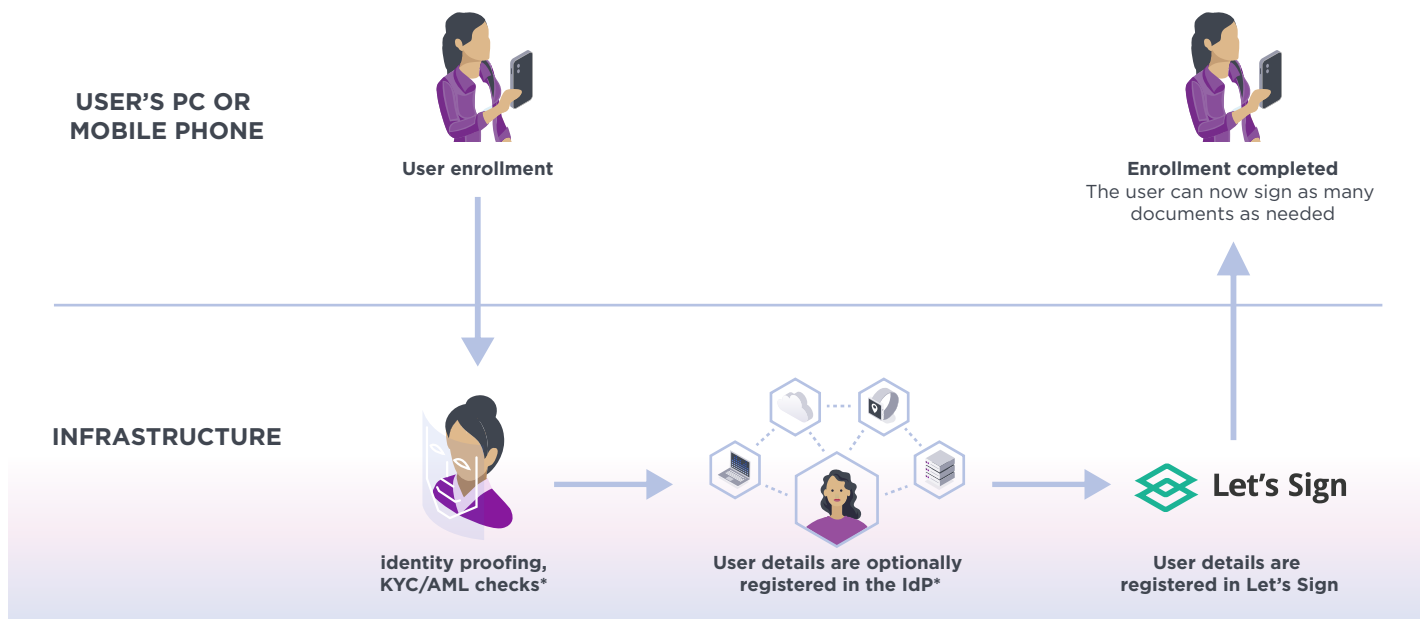 USER’S PC OR
MOBILE PHONE
User enrollment
Enrollment completed
The user can now sign as many
documents as needed
INFRASTRUCTURE
identity proofing,
KYC/AML checks*
User details are optionally
registered in the IdP*
Let’s Sign
User details are
registered in Let’s Sign